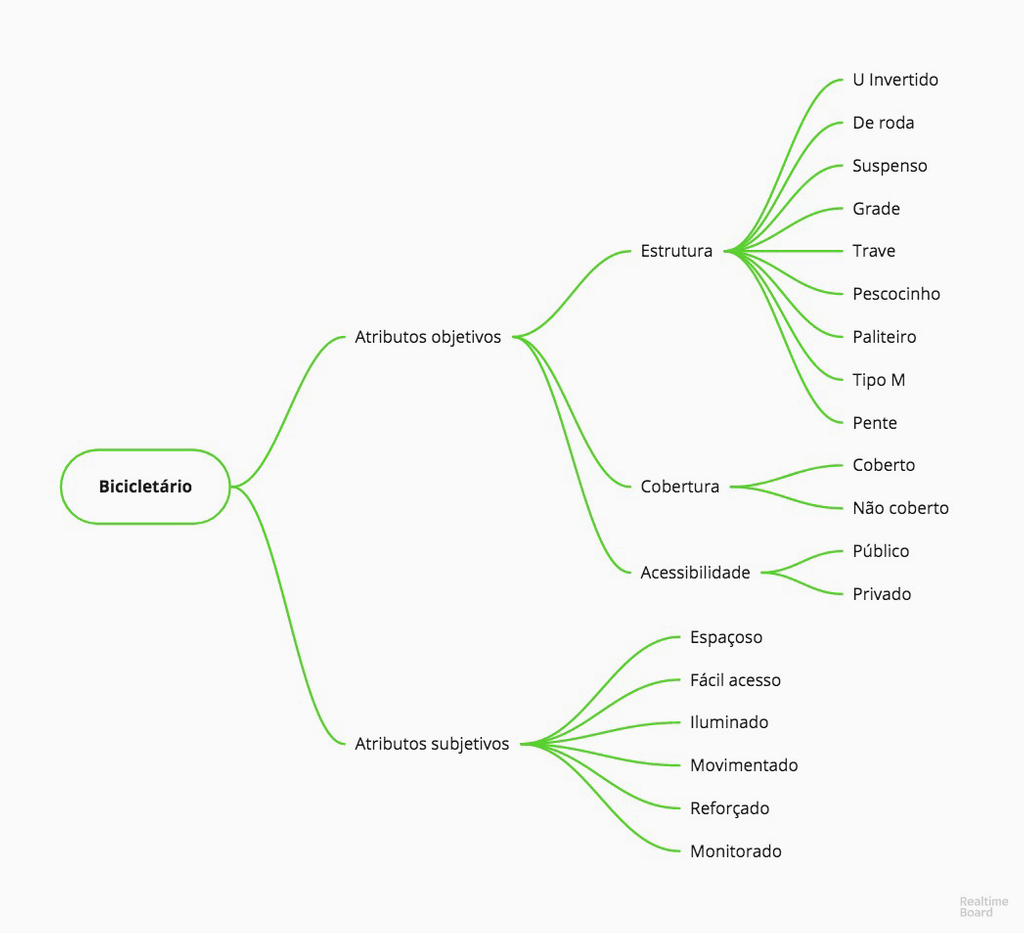 Bicicletário
Atributos objetivos
Estrutura
U Invertido
De roda
Suspenso
Grade
Trave
Pescocinho
Paliteiro
Tipo M
Pente
Cobertura
Coberto
Não coberto
Acessibilidade
Público
Privado
Atributos subjetivos
Espaçoso
Fácil acesso
Iluminado
Movimentado
Reforçado
Monitorado
Realtime
Board